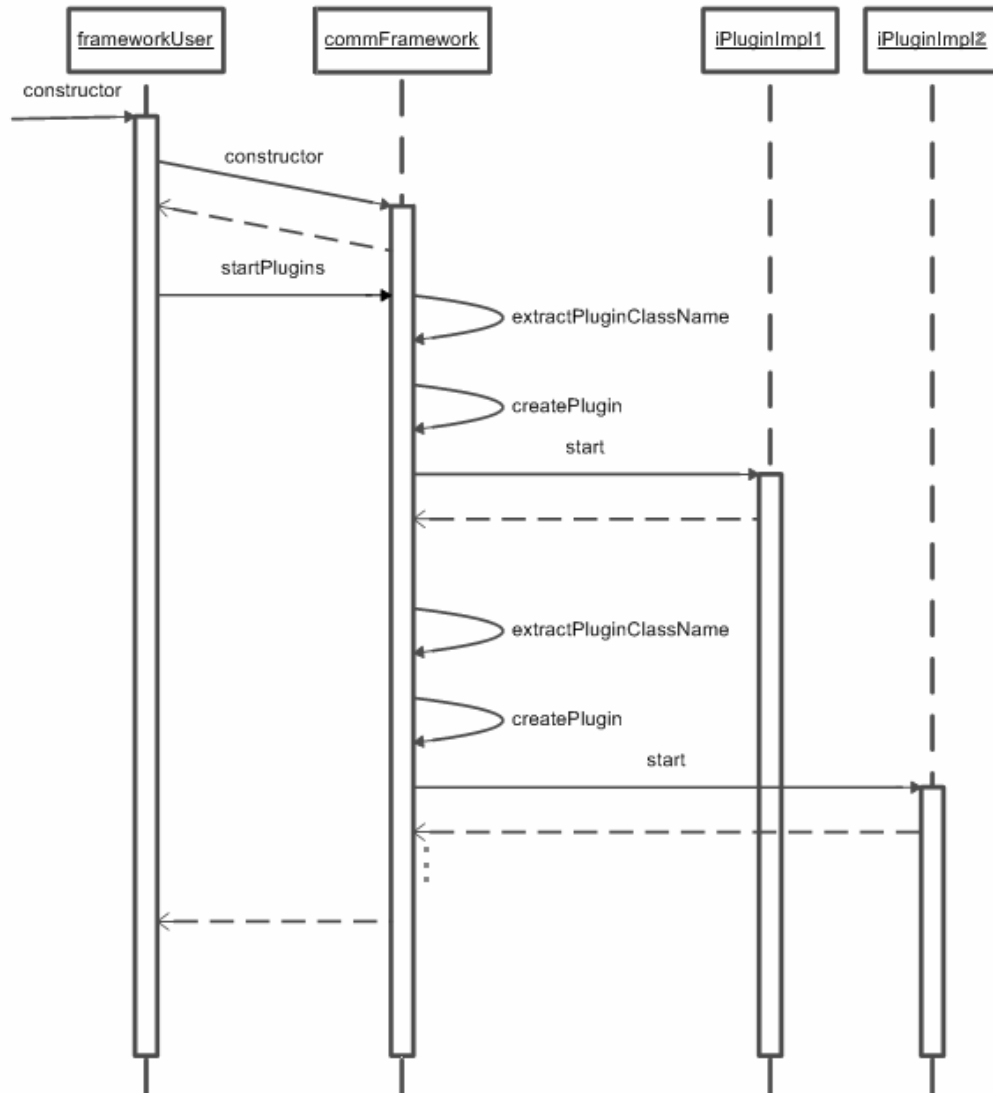 frameworkUser
commFramework
iPluginImpl1
iPluginImpl2
constructor
constructor
startPlugins
extractPluginClassName
createPlugin
start
extractPluginClassName
createPlugin
start